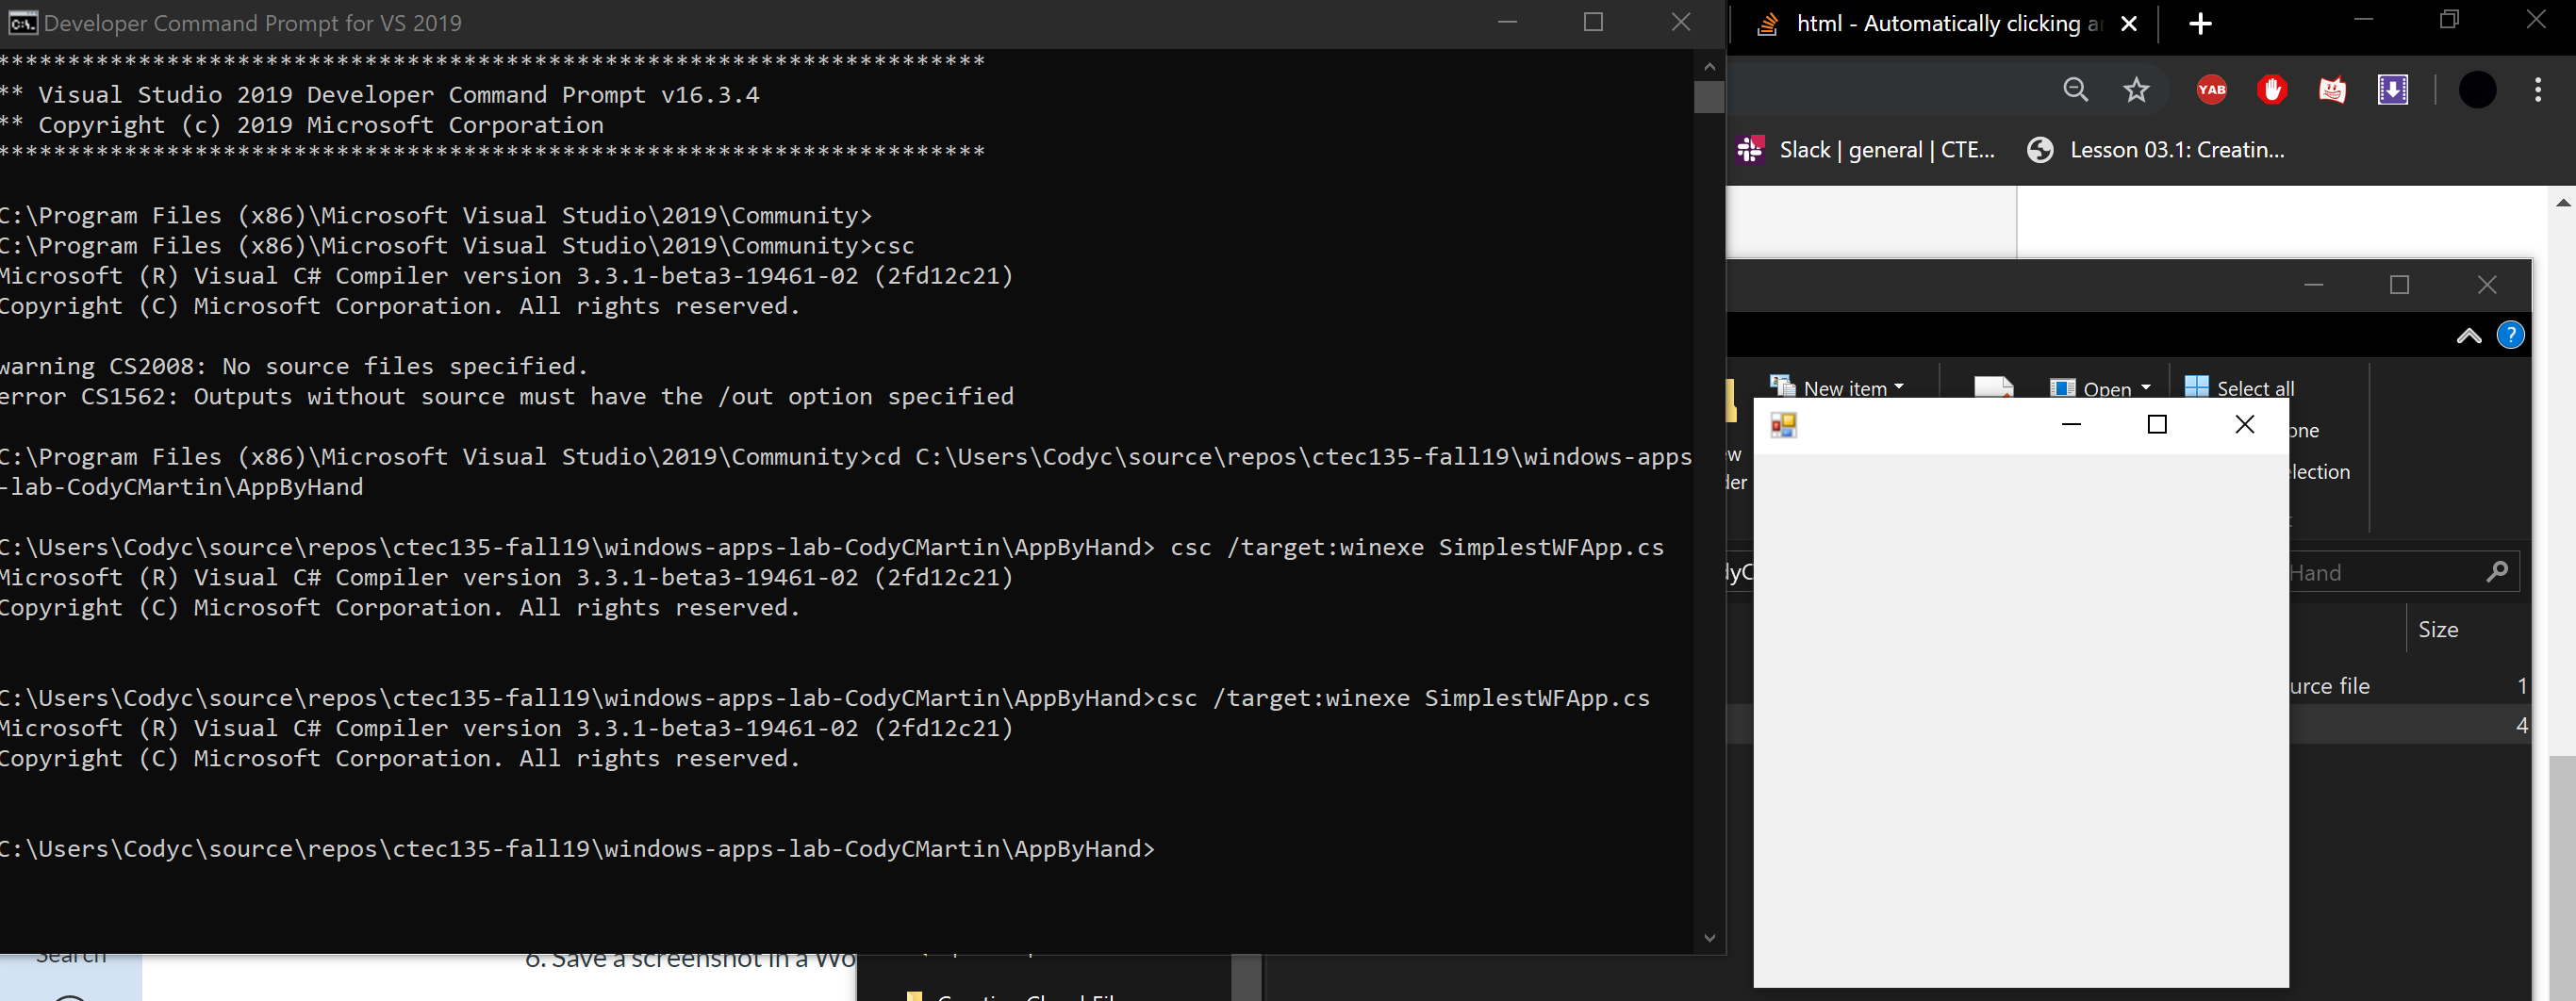 Developer Command Prompt for VS 2019
**********************************************************************
** Visual Studio 2019 Developer Command Prompt v16.3.4
** Copyright (c) 2019 Microsoft Corporation
**********************************************************************
C:\Program Files (x86)\Microsoft Visual Studio\2019\Community>
C:\Program Files (x86)\Microsoft Visual Studio\2019\Community>csc
Microsoft (R) Visual C# Compiler version 3.3.1-beta3-19461-02 (2fd12c21)
Copyright (C) Microsoft Corporation. All rights reserved.
warning CS2008: No source files specified.
error CS1562: Outputs without source must have the /out option specified
C:\Program Files (x86)\Microsoft Visual Studio\2019\Community>cd C:\Users\Codyc\source\repos\ctec135-fall19\windows-apps
-lab-CodyCMartin\AppByHand
C:\Users\Codyc\source\repos\ctec135-fall19\windows-apps-lab-CodyCMartin\AppByHand> csc /target:winexe SimplestWFApp.cs
Microsoft (R) Visual C# Compiler version 3.3.1-beta3-19461-02 (2fd12c21)
Copyright (C) Microsoft Corporation. All rights reserved.
C:\Users\Codyc\source\repos\ctec135-fall19\windows-apps-lab-CodyCMartin\AppByHand>csc /target:winexe SimplestWFApp.cs
Microsoft (R) Visual C# Compiler version 3.3.1-beta3-19461-02 (2fd12c21)
Copyright (C) Microsoft Corporation. All rights reserved.
C:\Users\Codyc\source\repos\ctec135-fall19\windows-apps-lab-CodyCMartin\AppByHand>
Search
6. Save a screenshot in a Wo
html - Automatically clicking a
YAB
Slack | general | CTE... Lesson 03.1: Creatin...
?
New item Open Select all
one
w
der
lection
dyC
Hand
Size
urce file 1
4